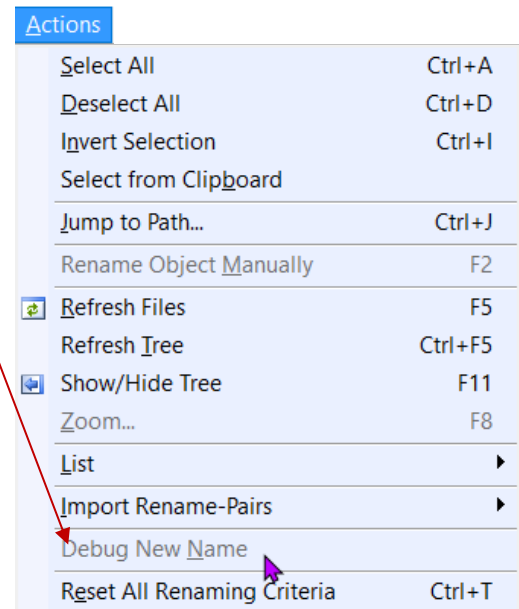 Actions
Select All Ctrl+A
Deselect All Ctrl+D
Invert Selection Ctrl+I
Select from Clipboard
Jump to Path... Ctrl+J
Rename Object Manually F2
Refresh Files F5
Refresh Tree Ctrl+F5
Show/Hide Tree F11
Zoom... F8
List
Import Rename-Pairs
Debug New Name
Reset All Renaming Criteria Ctrl+T